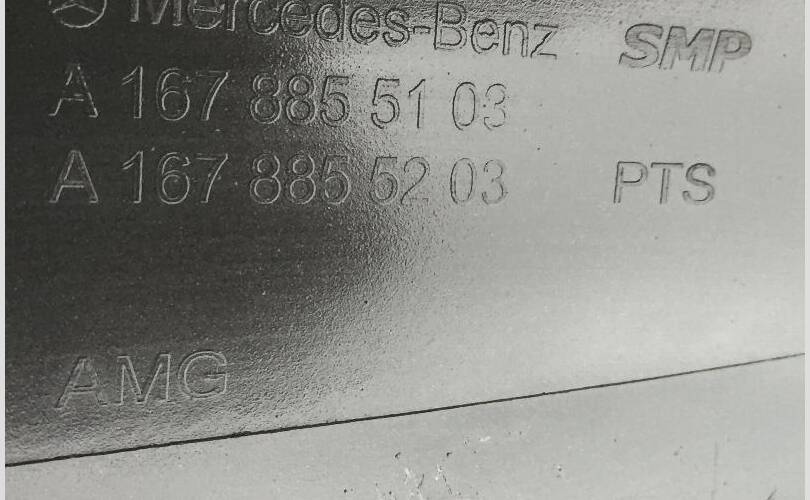 Mercedes-Benz SMP
A 167 885 51 03
A 167 885 52 03 PTS
AMG